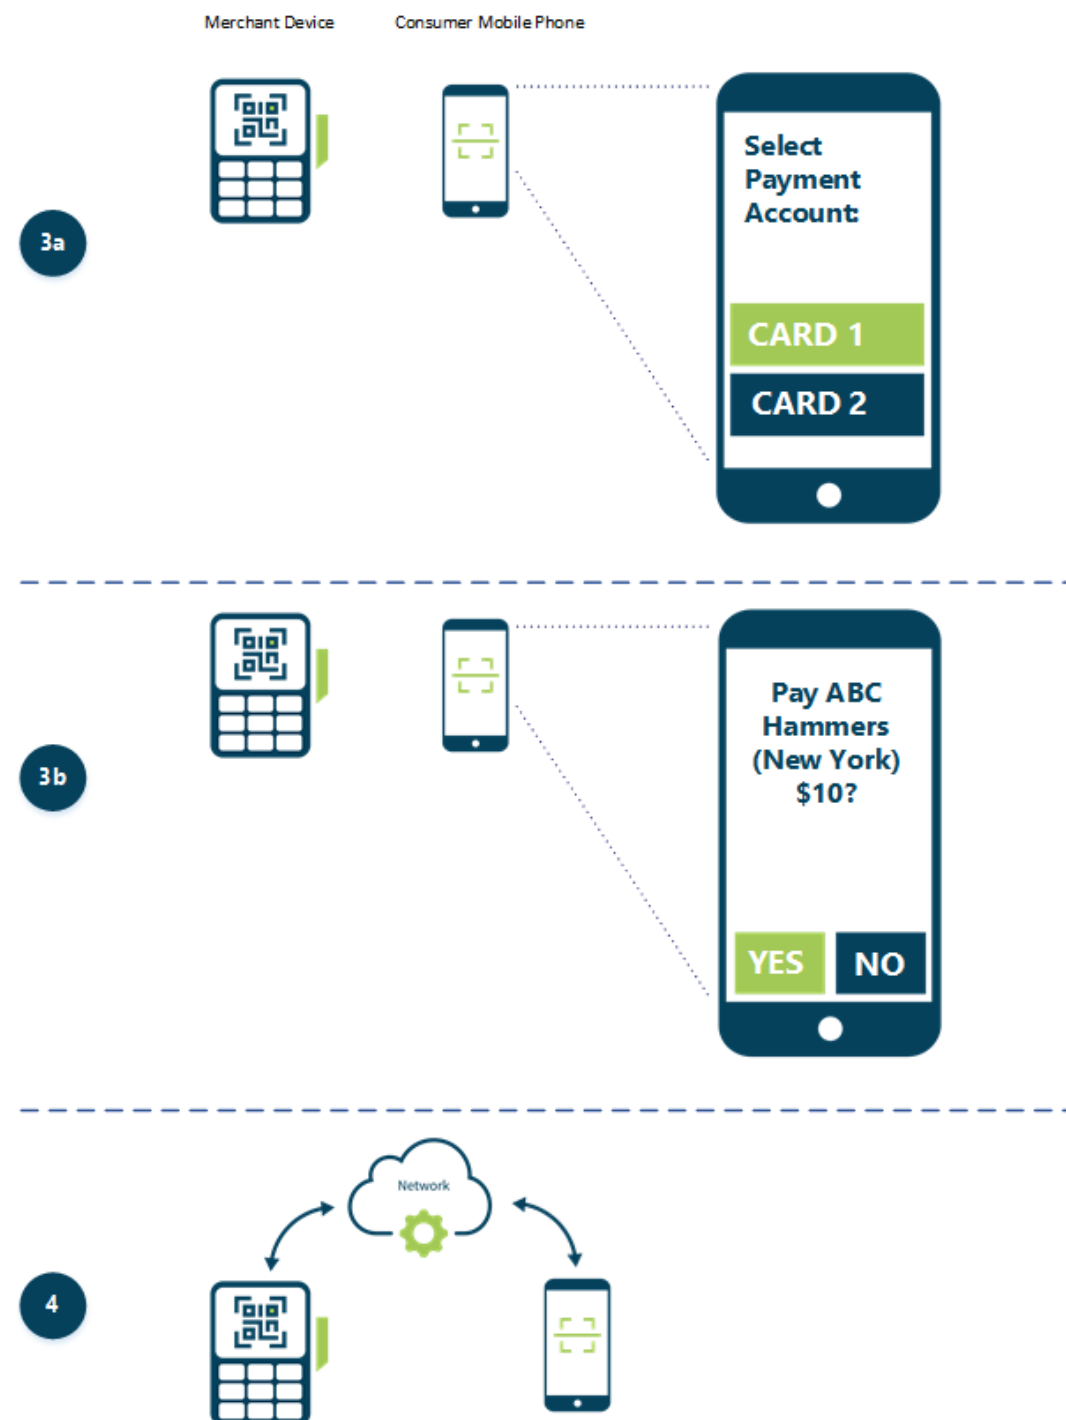 Merchant Device
Consumer Mobile Phone
3a
Select
Payment
Account:
CARD 1
CARD 2
3b
Pay ABC
Hammers
(New York)
$10?
YES
NO
Network
4